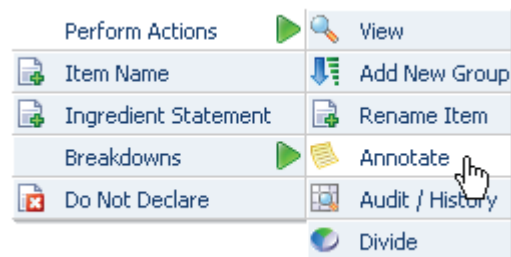 Perform Actions
Item Name
Ingredient Statement
Breakdowns
Do Not Declare
View
Add New Group
Rename Item
Annotate
Audit / History
Divide